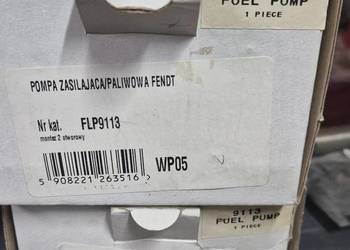 FUEL PUMP
1 PIECE
POMPA ZASILAJACA/PALIWOWA FENDT
Nr kat. FLP9113
montaż 2 otworowy
WP05
5 908221 263516 >
9113
FUEL PUMP
1 PIECE